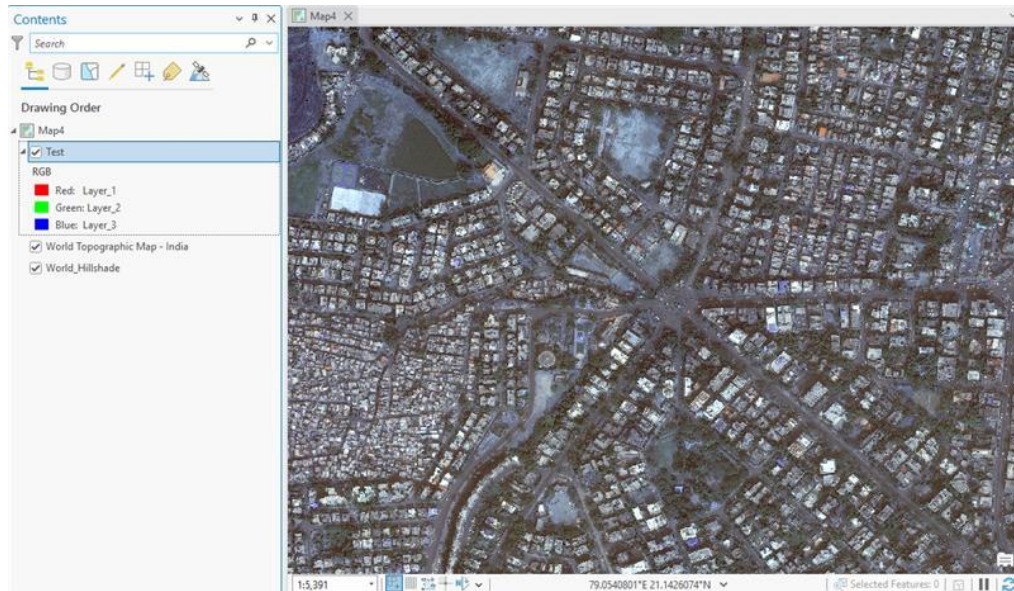 Contents
Map4
Search
Drawing Order
Map4
Test
RGB
Red: Layer_1
Green: Layer_2
Blue: Layer_3
World Topographic Map - India
World_Hillshade
1:5,391
79.0540801°E 21.1426074°N
Selected Features: 0